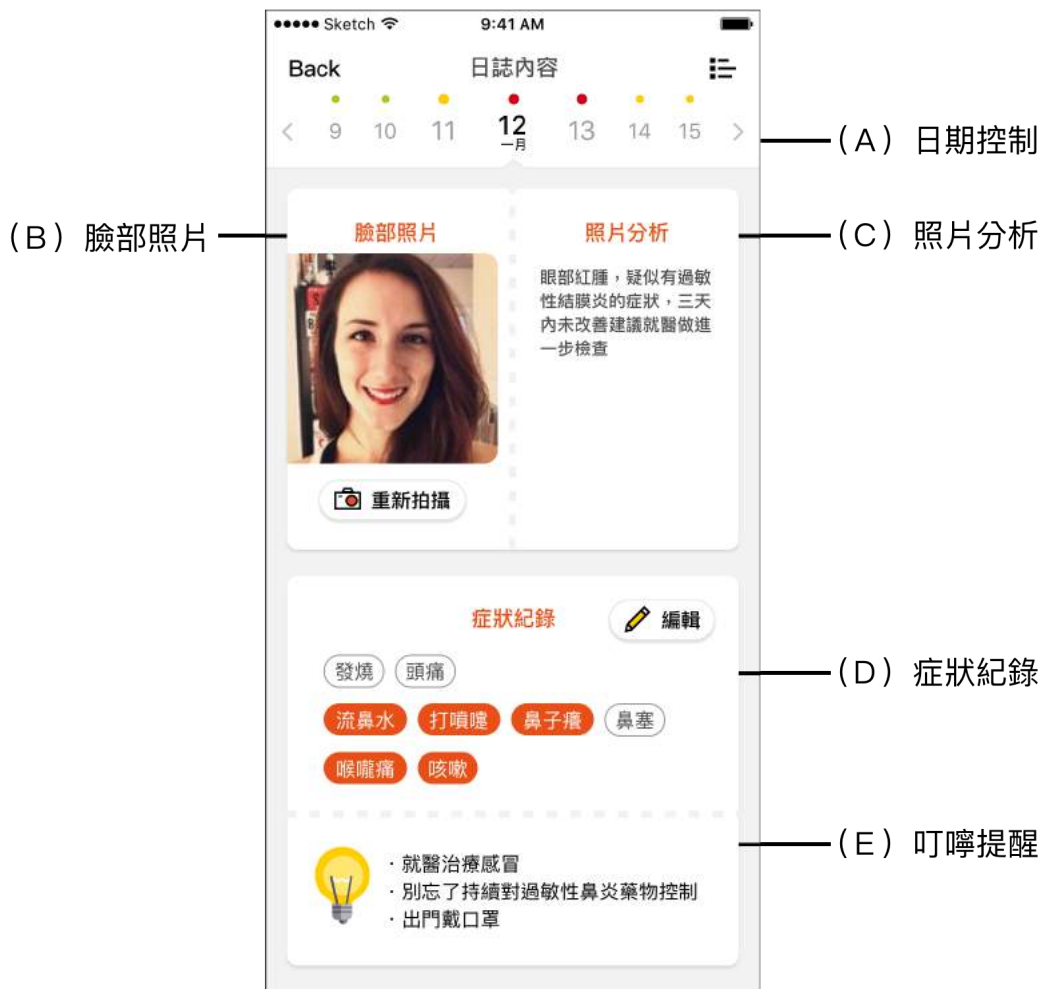 Sketch
9:41 AM
Back
日誌內容
9 10 11 12 13 14 15
一月
(A) 日期控制
(B) 臉部照片
臉部照片
照片分析
(C) 照片分析
眼部紅腫，疑似有過敏
性結膜炎的症狀，三天
內未改善建議就醫做進
一步檢查
重新拍攝
症狀紀錄
編輯
發燒 頭痛
(D) 症狀紀錄
流鼻水 打噴嚏 鼻子癢 鼻塞
喉嚨痛 咳嗽
(E) 叮嚀提醒
·就醫治療感冒
·別忘了持續對過敏性鼻炎藥物控制
·出門戴口罩